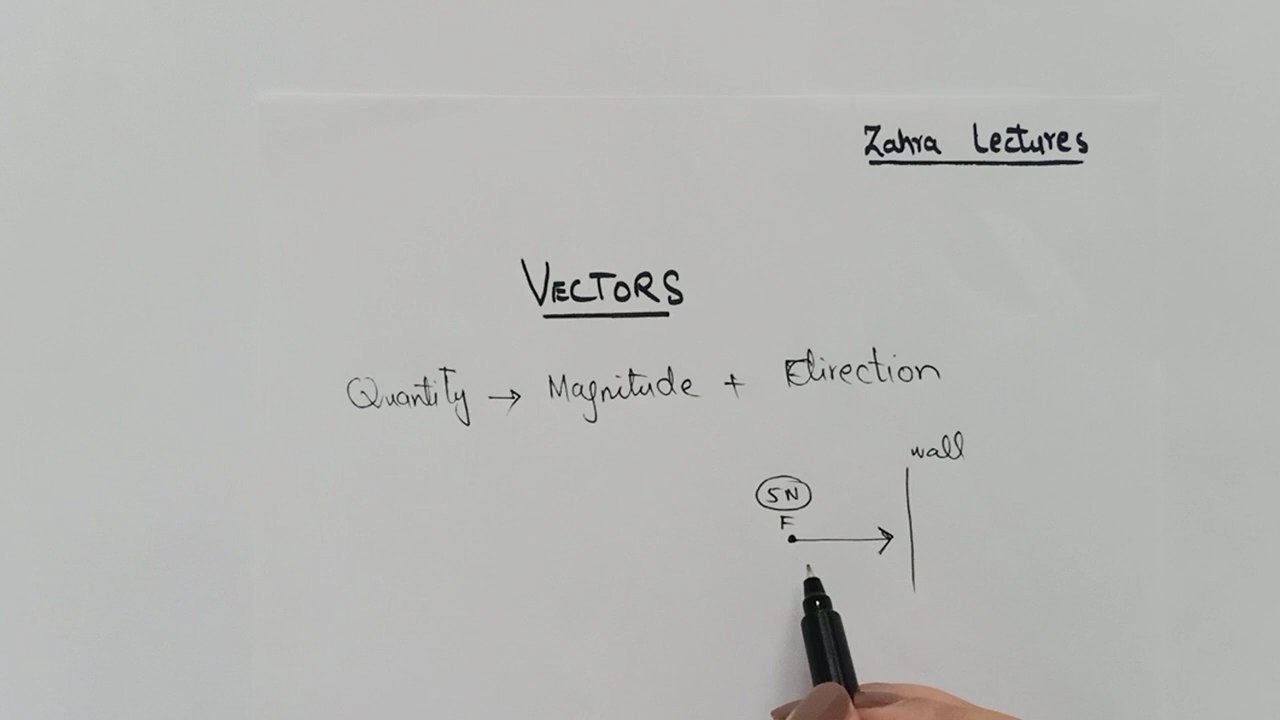 Zahra Lectures
VECTORS
Quantity → Magnitude + Direction
wall
5N
F